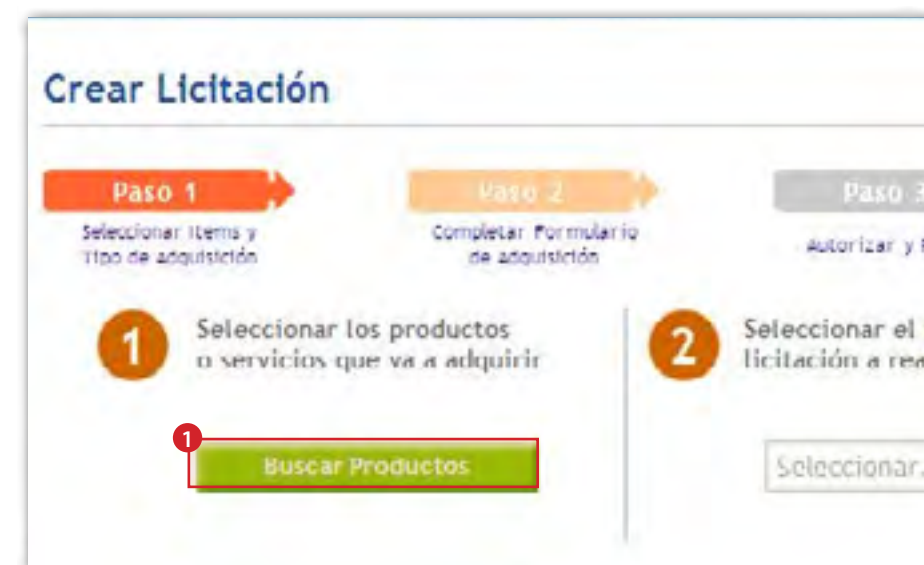 Crear Licitación
Paso 1
Paso 2
Paso 3
Seleccionar Items y
Tipo de adquisición
Completar Formulario
de adquisición
Autorizar y
1
Seleccionar los productos
o servicios que va a adquirir
2
Seleccionar el
licitación a rea
1
Buscar Productos
Seleccionar.